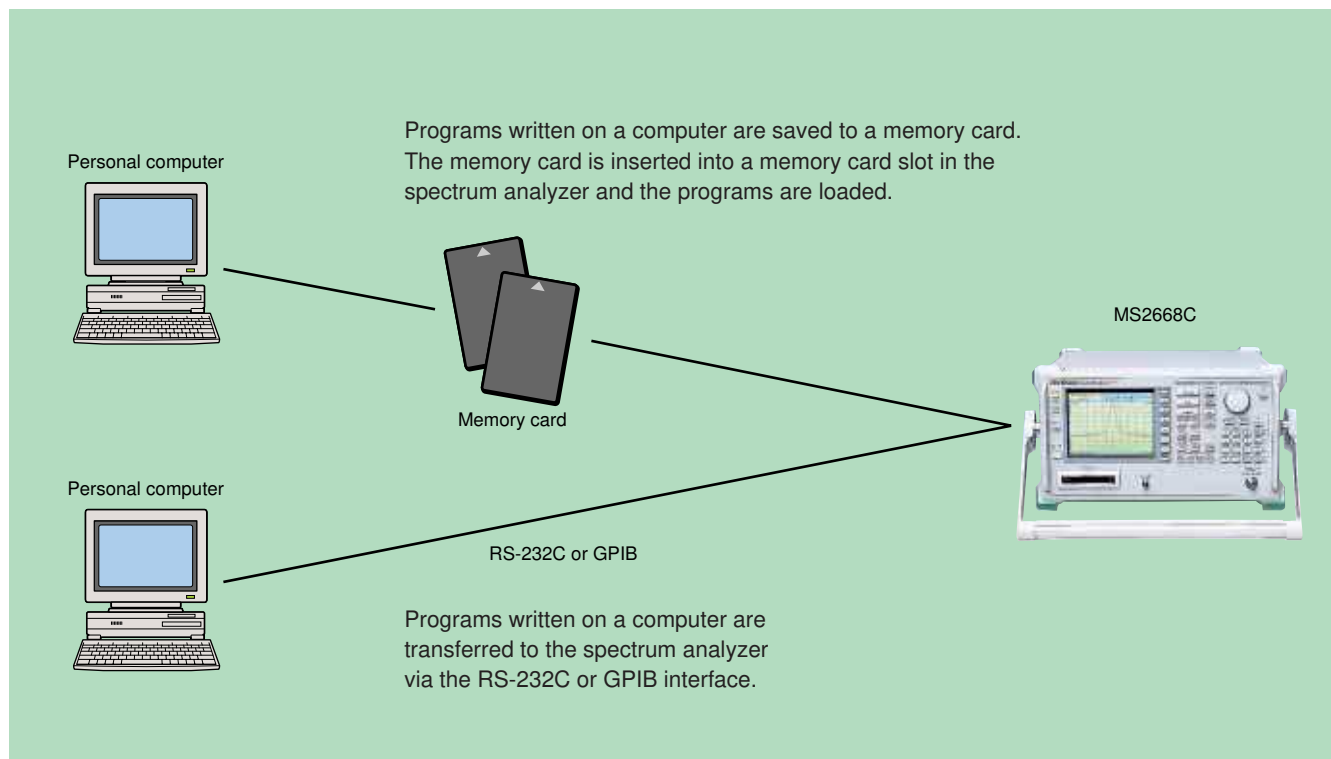 Programs written on a computer are saved to a memory card.
The memory card is inserted into a memory card slot in the
spectrum analyzer and the programs are loaded.
Personal computer
Memory card
MS2668C
Personal computer
RS-232C or GPIB
Programs written on a computer are
transferred to the spectrum analyzer
via the RS-232C or GPIB interface.